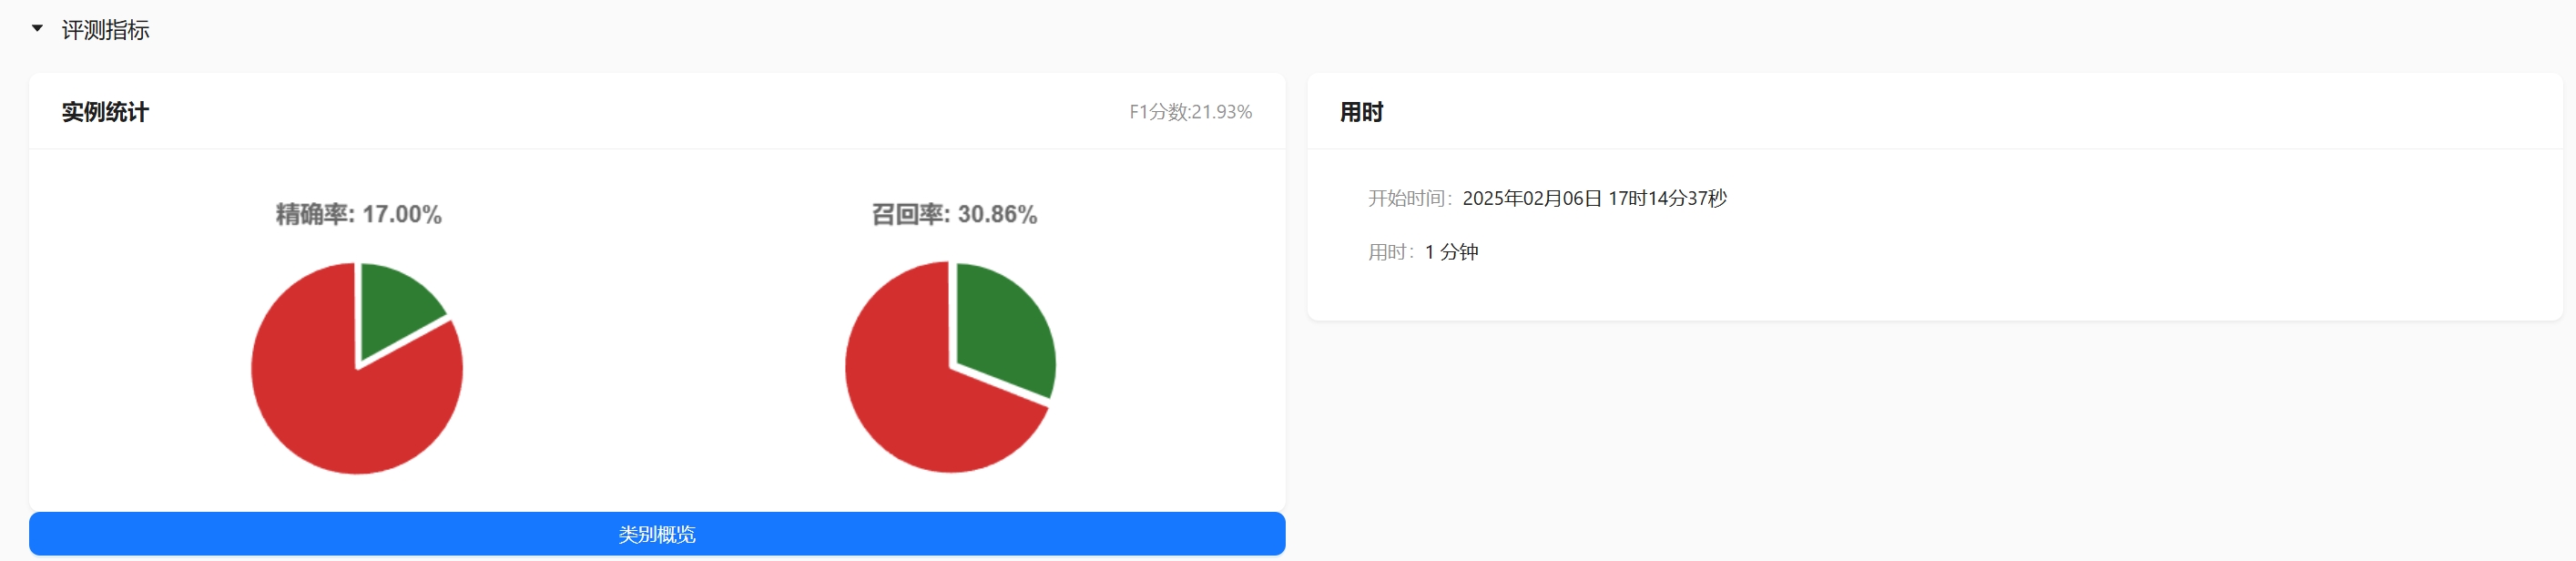 评测指标
实例统计
F1分数:21.93%
精确率: 17.00%
召回率: 30.86%
类别概览
用时
开始时间：2025年02月06日 17时14分37秒
用时：1 分钟